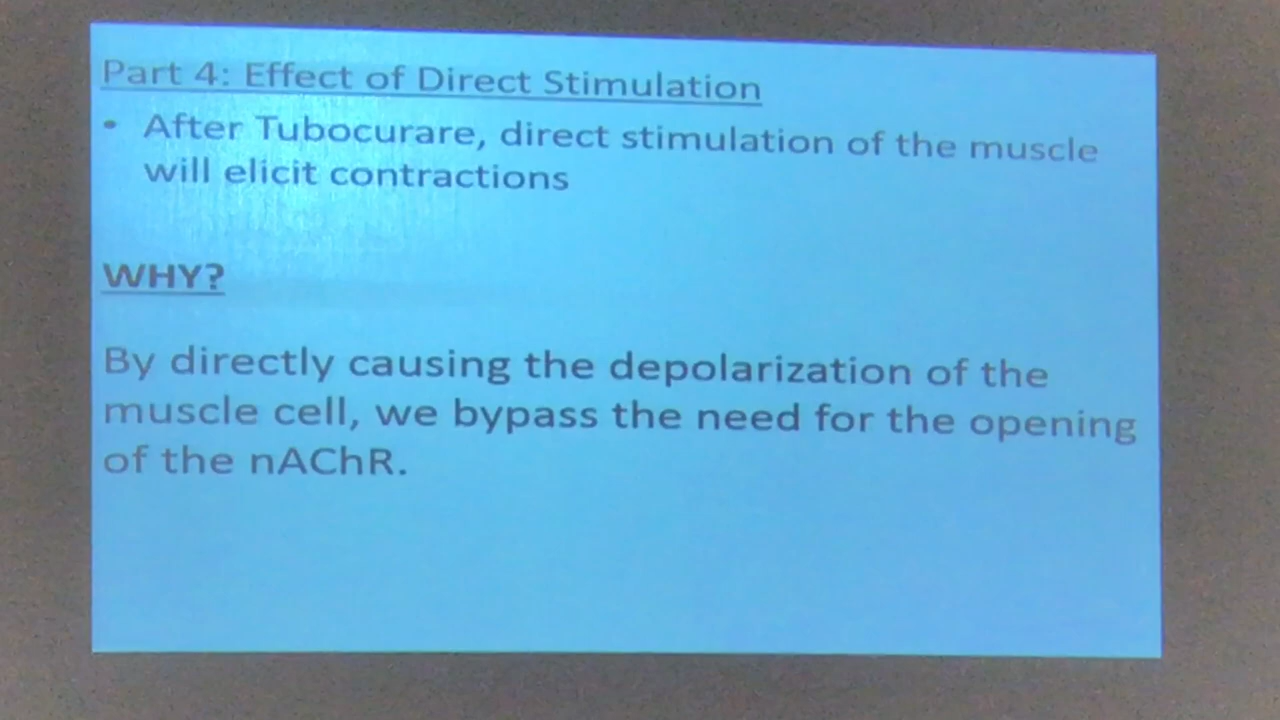 Part 4: Effect of Direct Stimulation
• After Tubocurare, direct stimulation of the muscle
will elicit contractions
WHY?
By directly causing the depolarization of the
muscle cell, we bypass the need for the opening
of the nAChR.